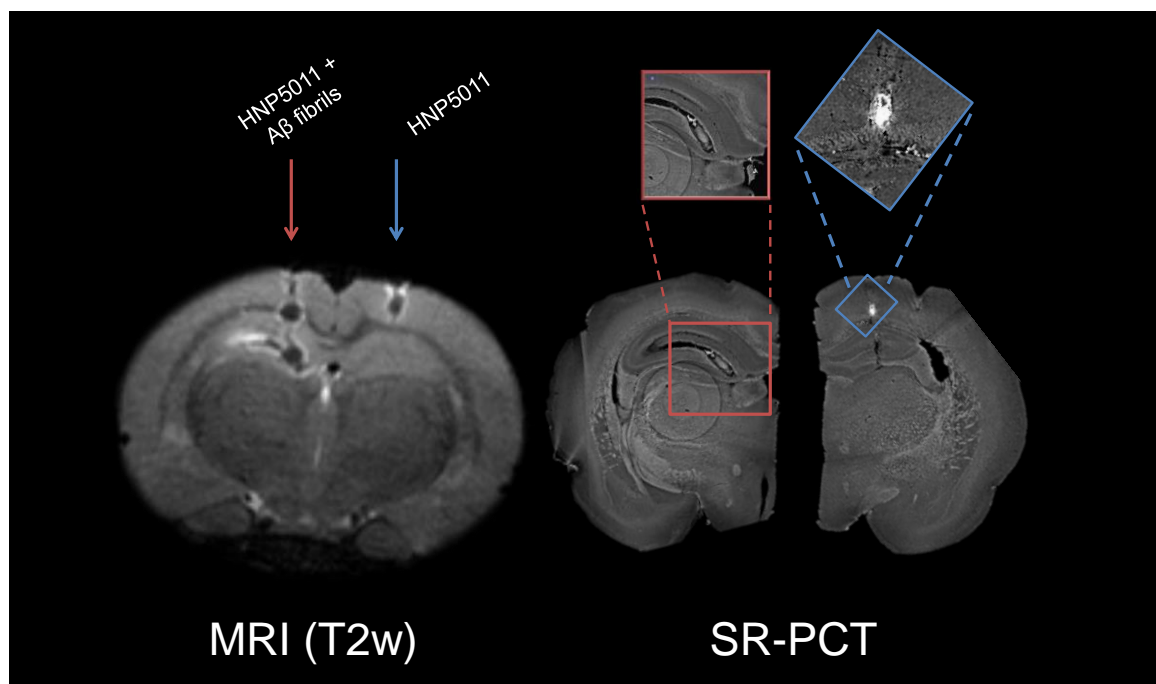 HNP5011 +
Aβ fibrils
HNP5011
MRI (T2w)
SR-PCT